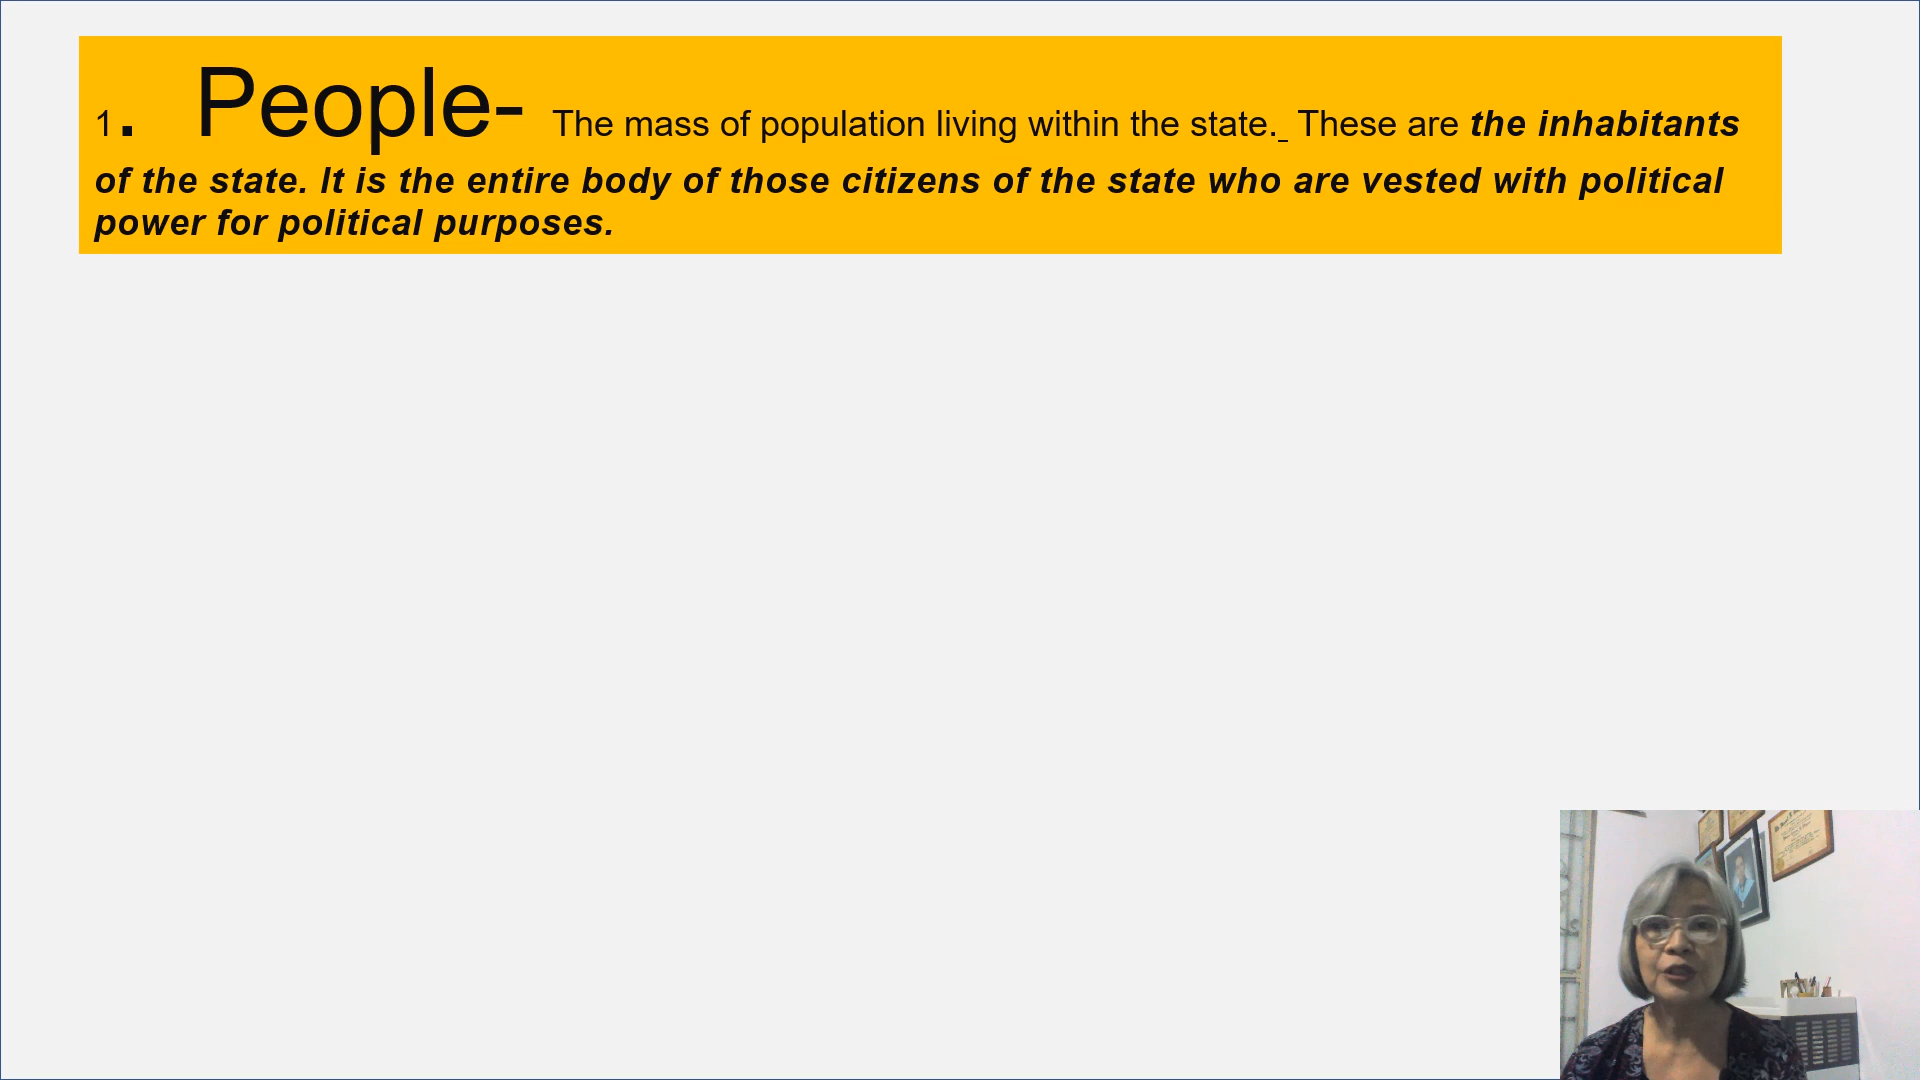 1. People- The mass of population living within the state. These are the inhabitants
of the state. It is the entire body of those citizens of the state who are vested with political
power for political purposes.